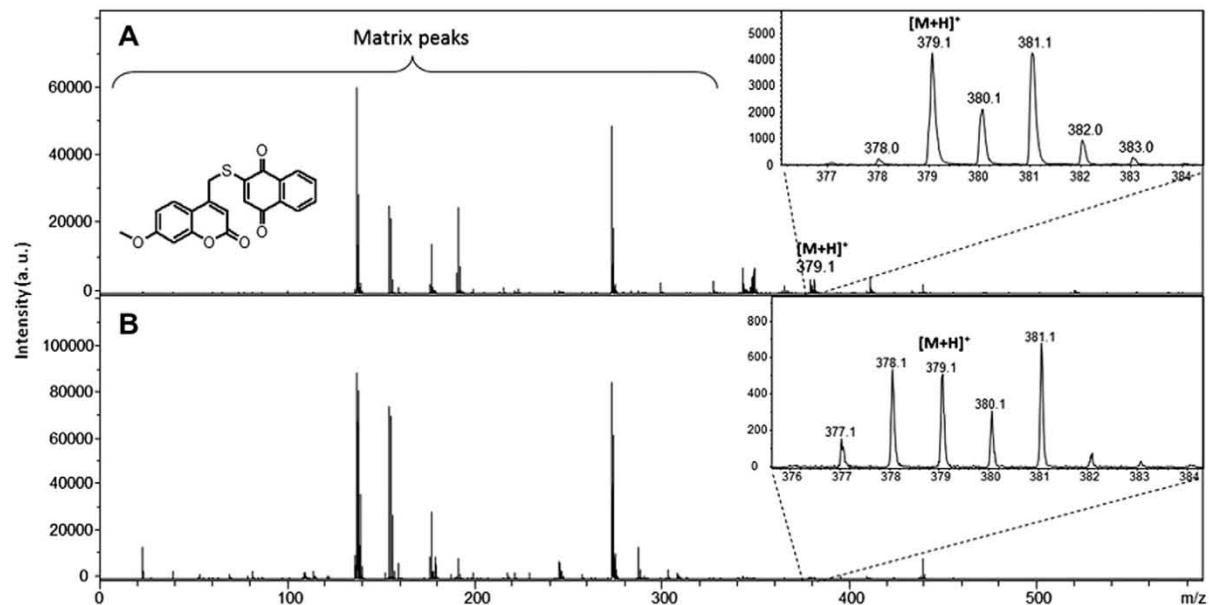 A
Matrix peaks
Intensity (a. u.)
60000
40000
20000
0
O
S
O
O
O
O
[M+H]+
379.1
[M+H]+
379.1
381.1
380.1
378.0
382.0
383.0
5000
4000
3000
2000
1000
0
377 378 379 380 381 382 383 384
B
100000
80000
60000
40000
20000
0
[M+H]+
378.1
379.1
381.1
380.1
377.1
800
600
400
200
0
376 377 378 379 380 381 382 383 384
0 100 200 300 400 500 m/z